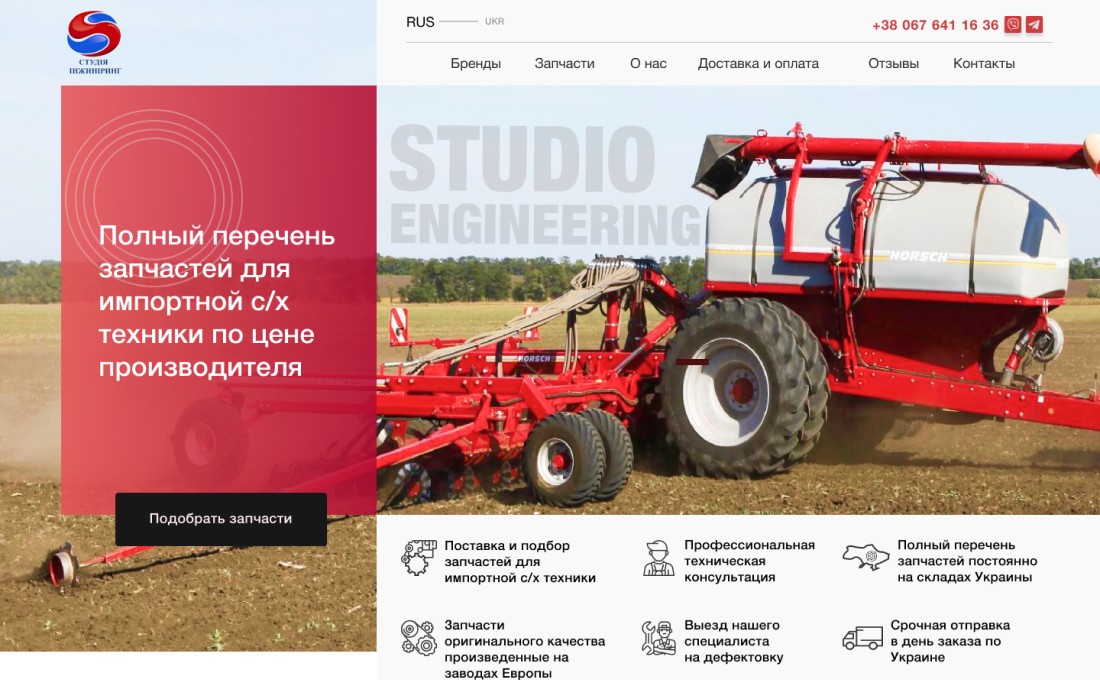 СТУДІЯ
ІНЖИНІРИНГ
RUS
UKR
+38 067 641 16 36
Бренды
Запчасти
О нас
Доставка и оплата
Отзывы
Контакты
STUDIO
ENGINEERING
Полный перечень
запчастей для
импортной с/х
техники по цене
производителя
HORSCH
HORSCH
Подобрать запчасти
Поставка и подбор
запчастей для
импортной с/х техники
Профессиональная
техническая
консультация
Полный перечень
запчастей постоянно
на складах Украины
Запчасти
оригинального качества
произведенные на
заводах Европы
Выезд нашего
специалиста
на дефектовку
Срочная отправка
в день заказа по
Украине